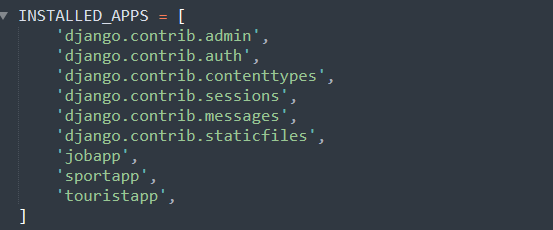 INSTALLED_APPS = [
    'django.contrib.admin',
    'django.contrib.auth',
    'django.contrib.contenttypes',
    'django.contrib.sessions',
    'django.contrib.messages',
    'django.contrib.staticfiles',
    'jobapp',
    'sportapp',
    'touristapp',
]